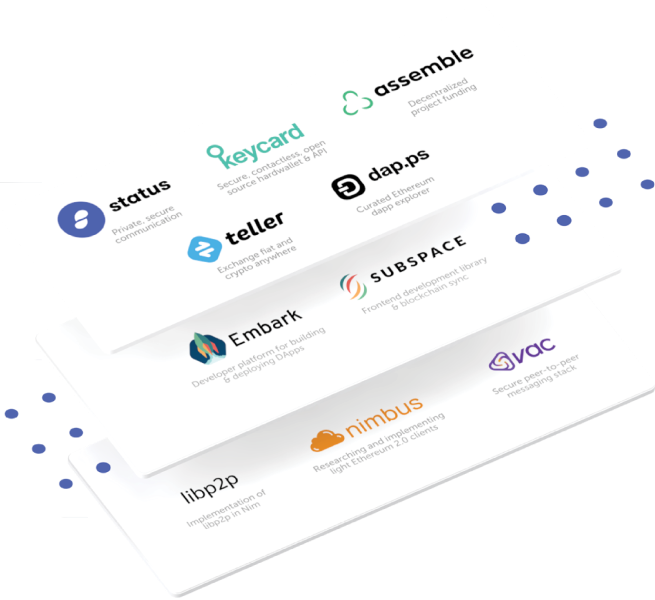 assemble
Decentralized
project funding
keycard
Secure, contactless, open
source hardwallet & API
dap.ps
Curated Ethereum
dapp explorer
status
Private, secure
communication
teller
Exchange fiat and
crypto anywhere
SUBSPACE
Frontend development library
& blockchain sync
Embark
Developer platform for building
& deploying DApps
vac
Secure peer-to-peer
messaging stack
nimbus
Researching and implementing
light Ethereum 2.0 clients
libp2p
Implementation of
libp2p in Nim